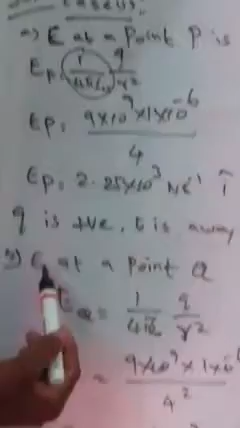 a) E at a Point P is
Ep = 1/4πε₀ q/r²
Ep = 9×10⁹×1×10⁻⁶ / 4
Ep = 2.25×10³ NC⁻¹ î
q is +ve, E is away
b) E at a Point Q
E_Q = 1/4πε₀ q/r²
= 9×10⁹ × 1×10⁻⁶ / 4²